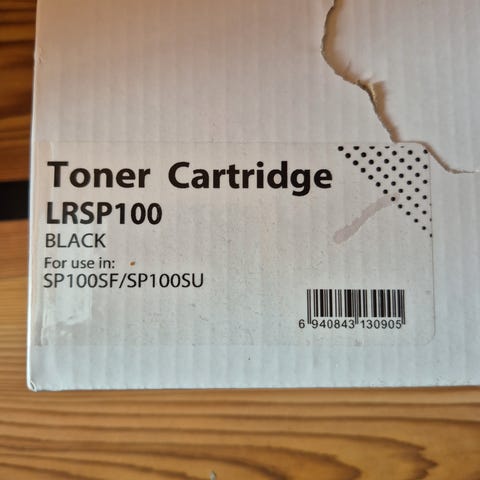 Toner Cartridge
LRSP100
BLACK
For use in:
SP100SF/SP100SU
6 940843 130905